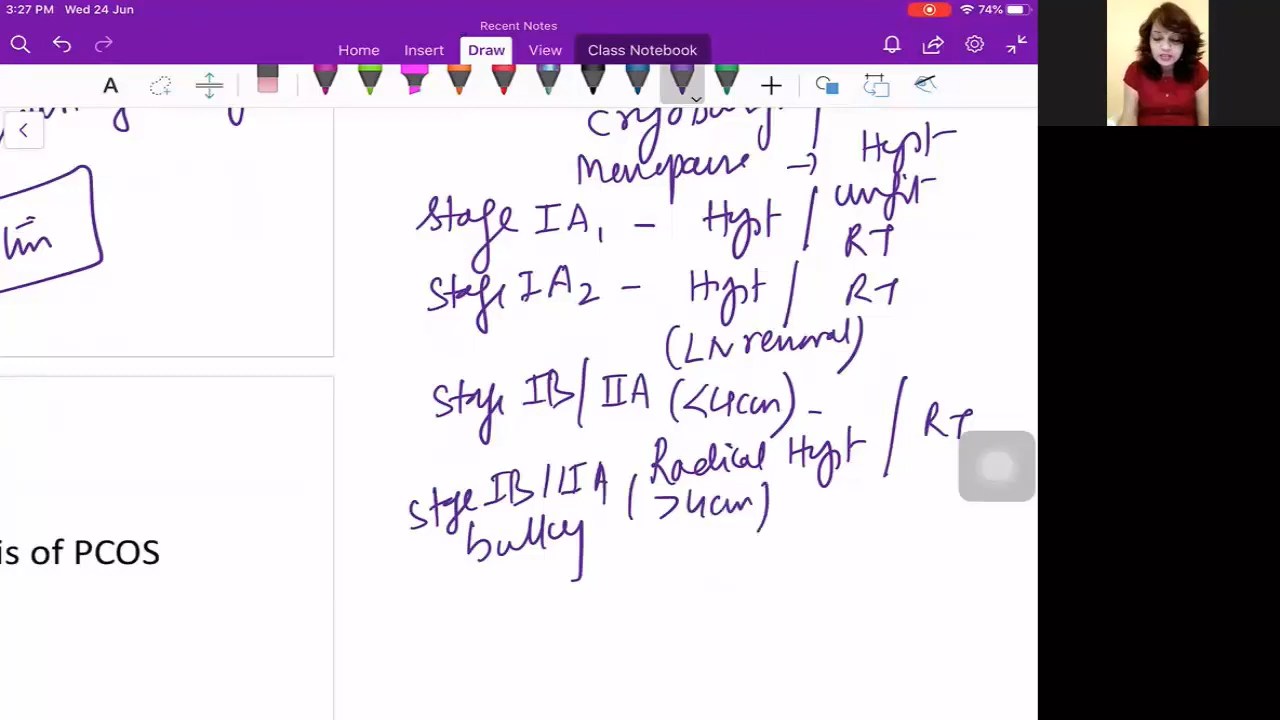 3:27 PM Wed 24 Jun
74%
Recent Notes
Home Insert Draw View Class Notebook
A
Menopause → Hyst
Stage IA1 - Hyst / unfit RT
Stage IA2 - Hyst / RT
(LN removal)
Stage IB/IIA (<4cm) -
Radical Hyst / RT
Stage IB/IIA (>4cm)
bulky
is of PCOS